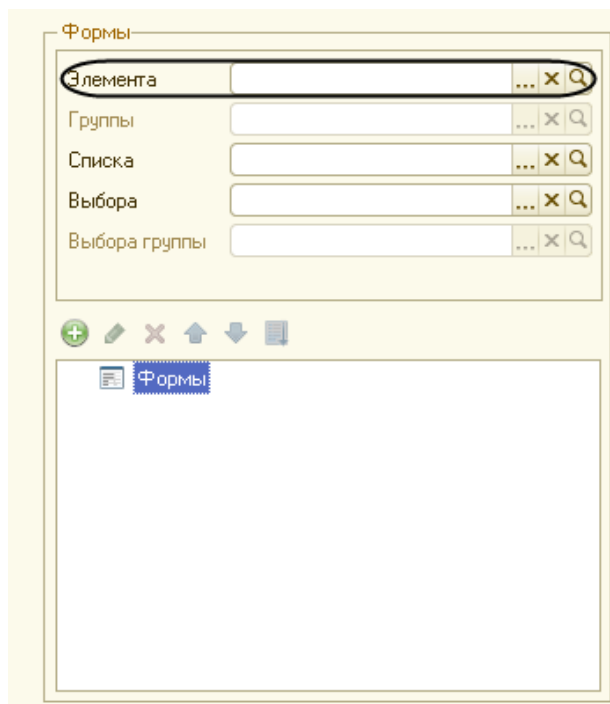 Формы
Элемента
Группы
Списка
Выбора
Выбора группы
Формы